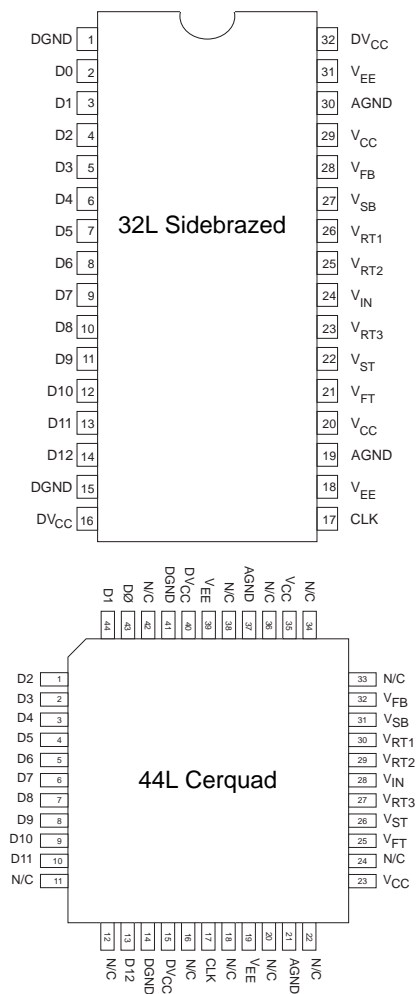 DGND 1 32 DVCC
D0 2 31 VEE
D1 3 30 AGND
D2 4 29 VCC
D3 5 28 VFB
D4 6 27 VSB
32L Sidebrazed
D5 7 26 VRT1
D6 8 25 VRT2
D7 9 24 VIN
D8 10 23 VRT3
D9 11 22 VST
D10 12 21 VFT
D11 13 20 VCC
D12 14 19 AGND
DGND 15 18 VEE
DVCC 16 17 CLK
D1 DØ N/C DGND DVCC VEE N/C AGND N/C VCC N/C
44 43 42 41 40 39 38 37 36 35 34
D2 1 33 N/C
D3 2 32 VFB
D4 3 31 VSB
D5 4 30 VRT1
D6 5 29 VRT2
D7 6 28 VIN
44L Cerquad
D8 7 27 VRT3
D9 8 26 VST
D10 9 25 VFT
D11 10 24 N/C
N/C 11 23 VCC
12 13 14 15 16 17 18 19 20 21 22
N/C D12 DGND DVCC N/C CLK N/C VEE N/C AGND N/C